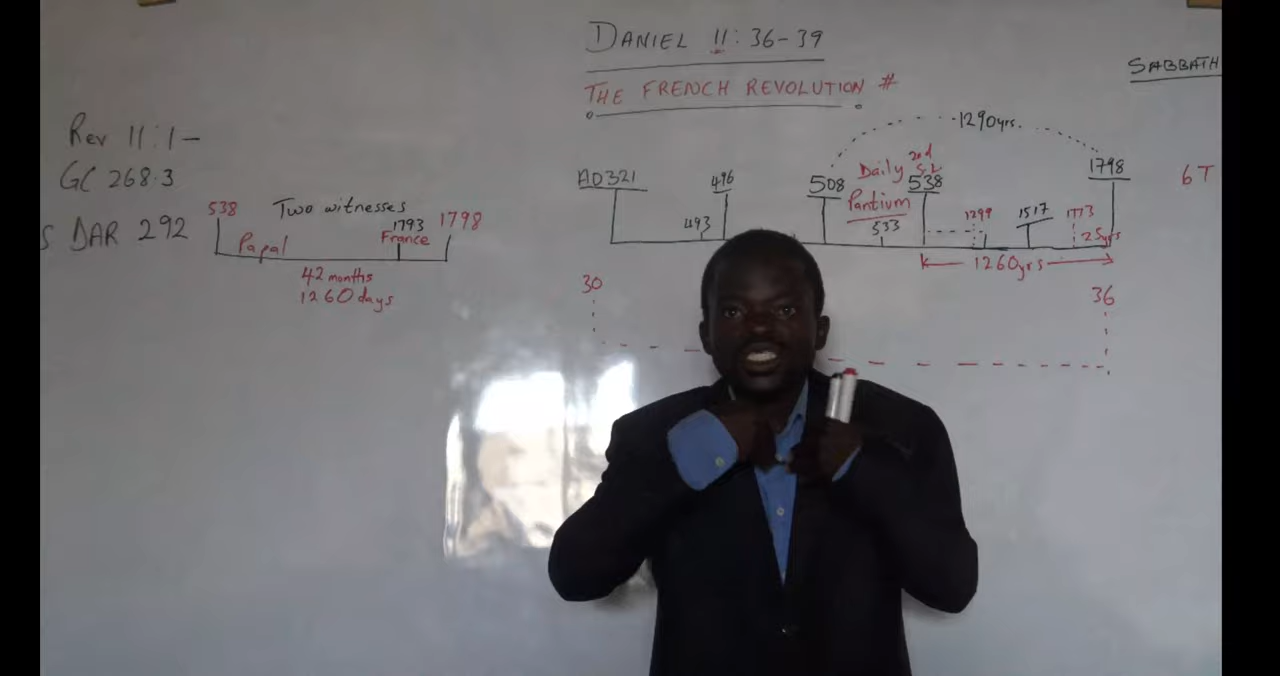 DANIEL 11:36-39
THE FRENCH REVOLUTION #
SABBATH
Rev 11:1-
GC 268.3
S DAR 292
538
Two witnesses
1793
1798
Papal
France
42 months
1260 days
1290yrs.
AD321
496
508
Daily
2nd
538
1798
6T
493
Pantium
533
1299
1517
1773
25yrs
1260yrs
30
36